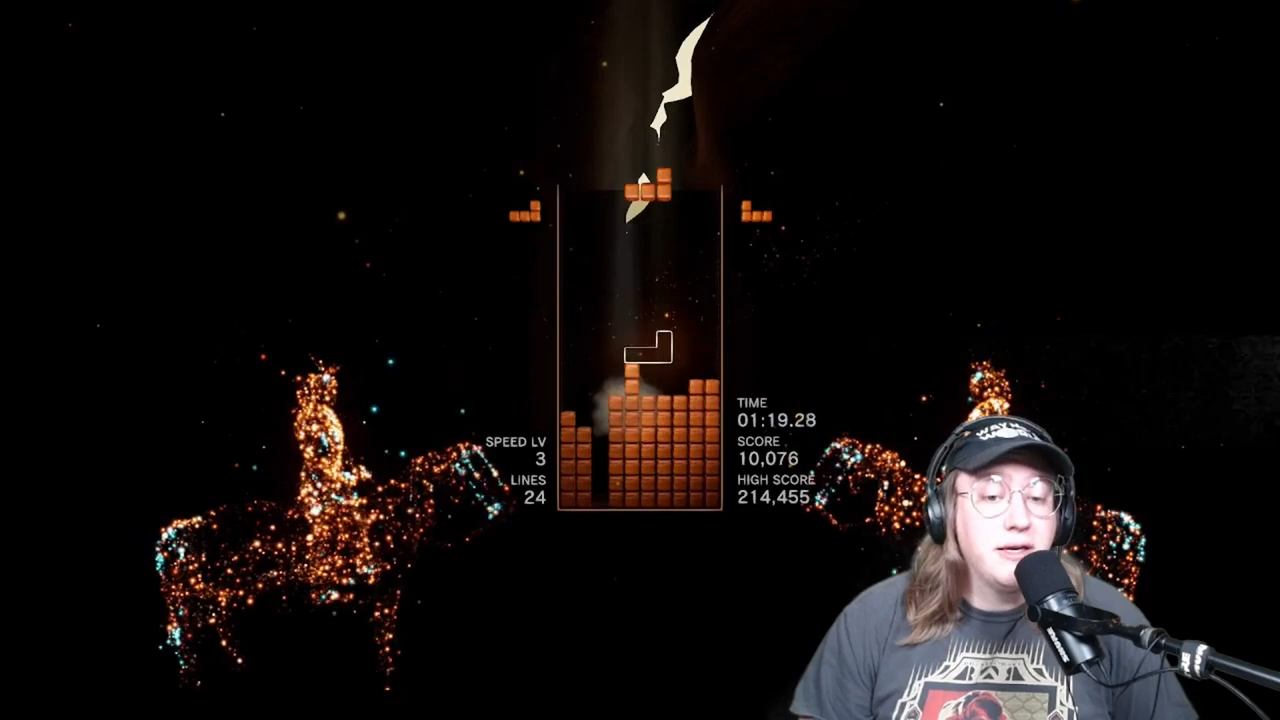 SPEED LV
3
LINES
24
TIME
01:19.28
SCORE
10,076
HIGH SCORE
214,455